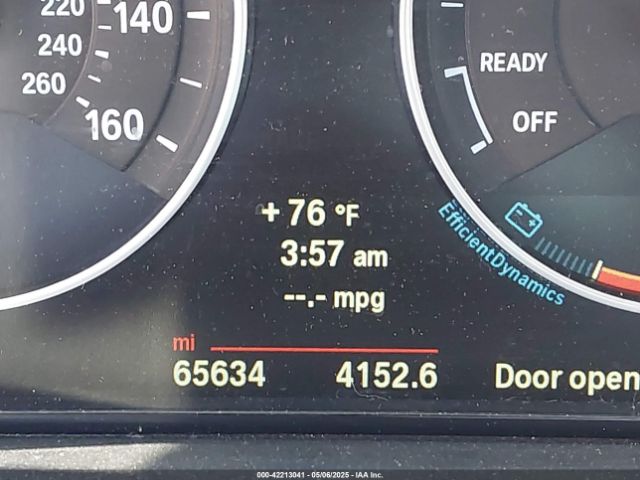 220
140
240
260
160
READY
OFF
+ 76 °F
3:57 am
--.- mpg
EfficientDynamics
mi
65634 4152.6 Door open
000-42213041 - 05/06/2025 - IAA Inc.